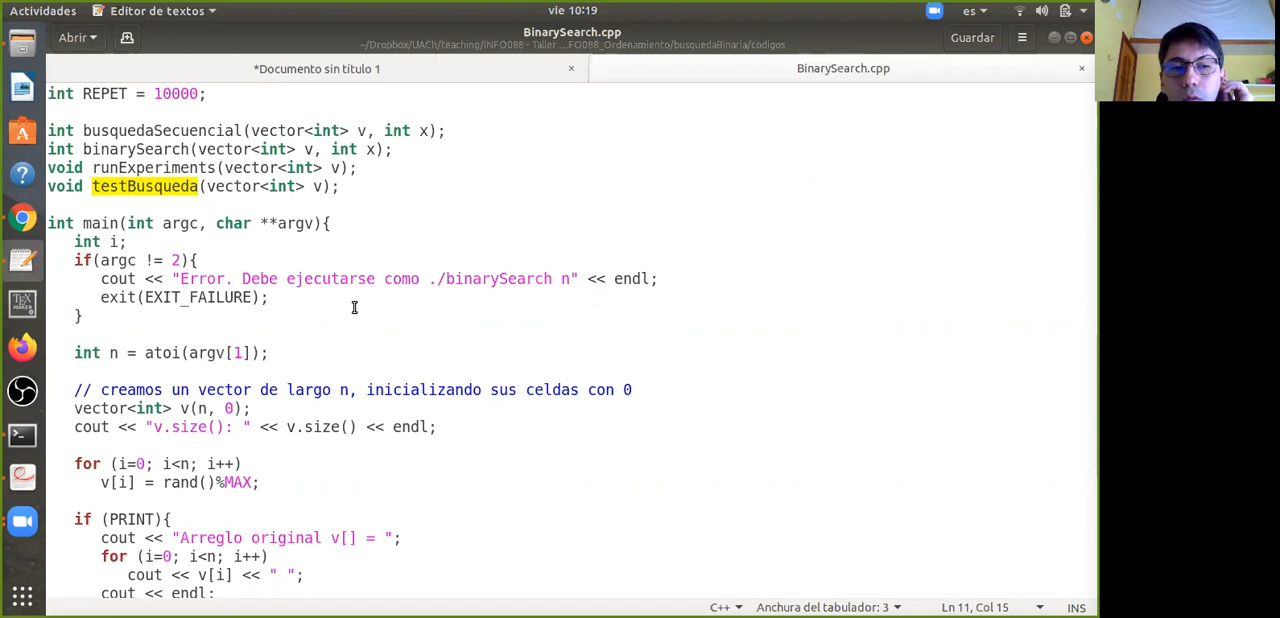 Actividades
Editor de textos
vie 10:19
es
Abrir
BinarySearch.cpp
~/Dropbox/UACh/teaching/INFO088 - Taller ...FO088_Ordenamiento/busquedaBinaria/codigos
Guardar
*Documento sin título 1
BinarySearch.cpp
int REPET = 10000;
int busquedaSecuencial(vector<int> v, int x);
int binarySearch(vector<int> v, int x);
void runExperiments(vector<int> v);
void testBusqueda(vector<int> v);
int main(int argc, char **argv){
int i;
if(argc != 2){
cout << "Error. Debe ejecutarse como ./binarySearch n" << endl;
exit(EXIT_FAILURE);
}
int n = atoi(argv[1]);
// creamos un vector de largo n, inicializando sus celdas con 0
vector<int> v(n, 0);
cout << "v.size(): " << v.size() << endl;
for (i=0; i<n; i++)
v[i] = rand()%MAX;
if (PRINT){
cout << "Arreglo original v[] = ";
for (i=0; i<n; i++)
cout << v[i] << " ";
cout << endl;
C++
Anchura del tabulador: 3
Ln 11, Col 15
INS